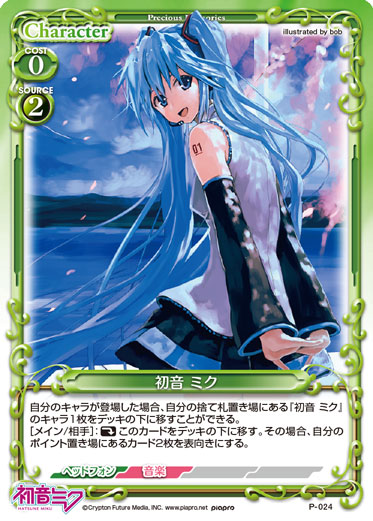 Precious Memories
Character
illustrated by bob
COST
0
SOURCE
2
01
初音 ミク
自分のキャラが登場した場合、自分の捨て札置き場にある『初音 ミク』
のキャラ1枚をデッキの下に移すことができる。
[メイン/相手]:このカードをデッキの下に移す。その場合、自分の
ポイント置き場にあるカード2枚を表向きにする。
ヘッドフォン 音楽
初音ミク
HATSUNE MIKU
©Crypton Future Media, INC. www.piapro.net piapro
P-024